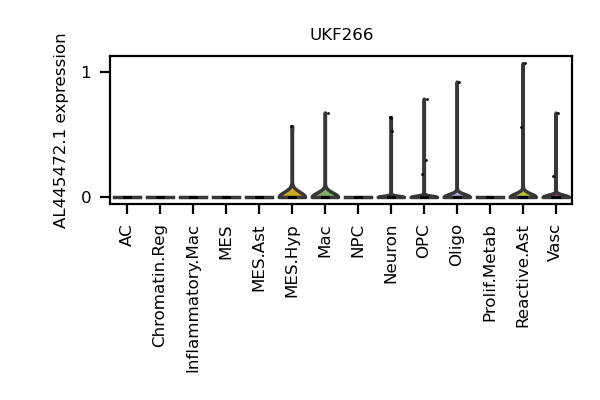 UKF266
AL445472.1 expression
1
0
AC
Chromatin.Reg
Inflammatory.Mac
MES
MES.Ast
MES.Hyp
Mac
NPC
Neuron
OPC
Oligo
Prolif.Metab
Reactive.Ast
Vasc